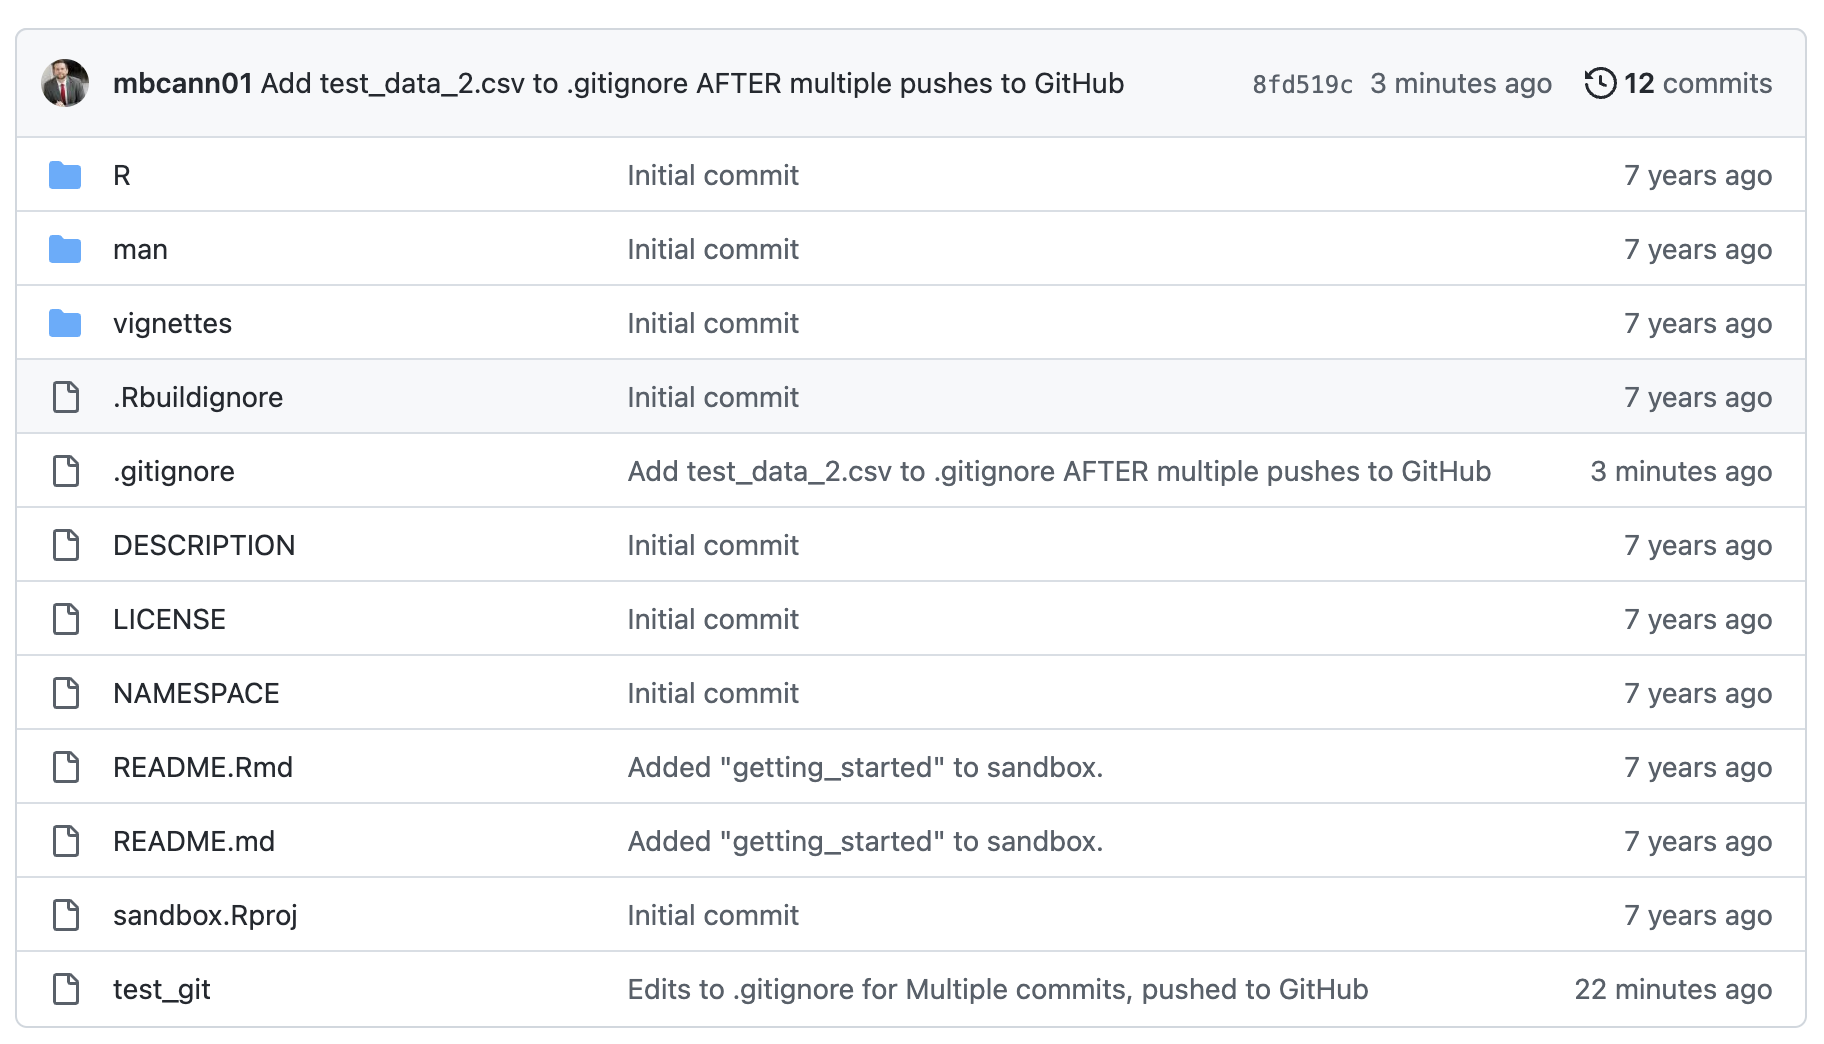 mbcann01 Add test_data_2.csv to .gitignore AFTER multiple pushes to GitHub 8fd519c 3 minutes ago 12 commits
R Initial commit 7 years ago
man Initial commit 7 years ago
vignettes Initial commit 7 years ago
.Rbuildignore Initial commit 7 years ago
.gitignore Add test_data_2.csv to .gitignore AFTER multiple pushes to GitHub 3 minutes ago
DESCRIPTION Initial commit 7 years ago
LICENSE Initial commit 7 years ago
NAMESPACE Initial commit 7 years ago
README.Rmd Added "getting_started" to sandbox. 7 years ago
README.md Added "getting_started" to sandbox. 7 years ago
sandbox.Rproj Initial commit 7 years ago
test_git Edits to .gitignore for Multiple commits, pushed to GitHub 22 minutes ago